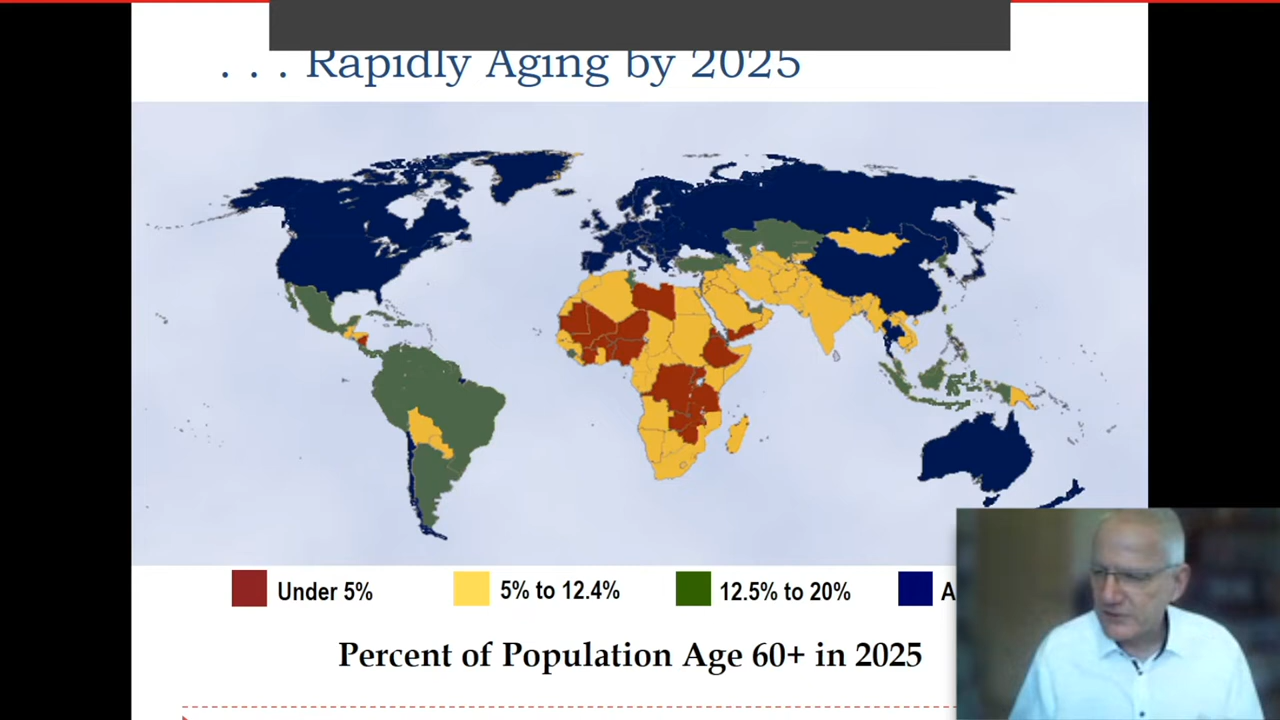 . . . Rapidly Aging by 2025
Under 5%
5% to 12.4%
12.5% to 20%
A
Percent of Population Age 60+ in 2025